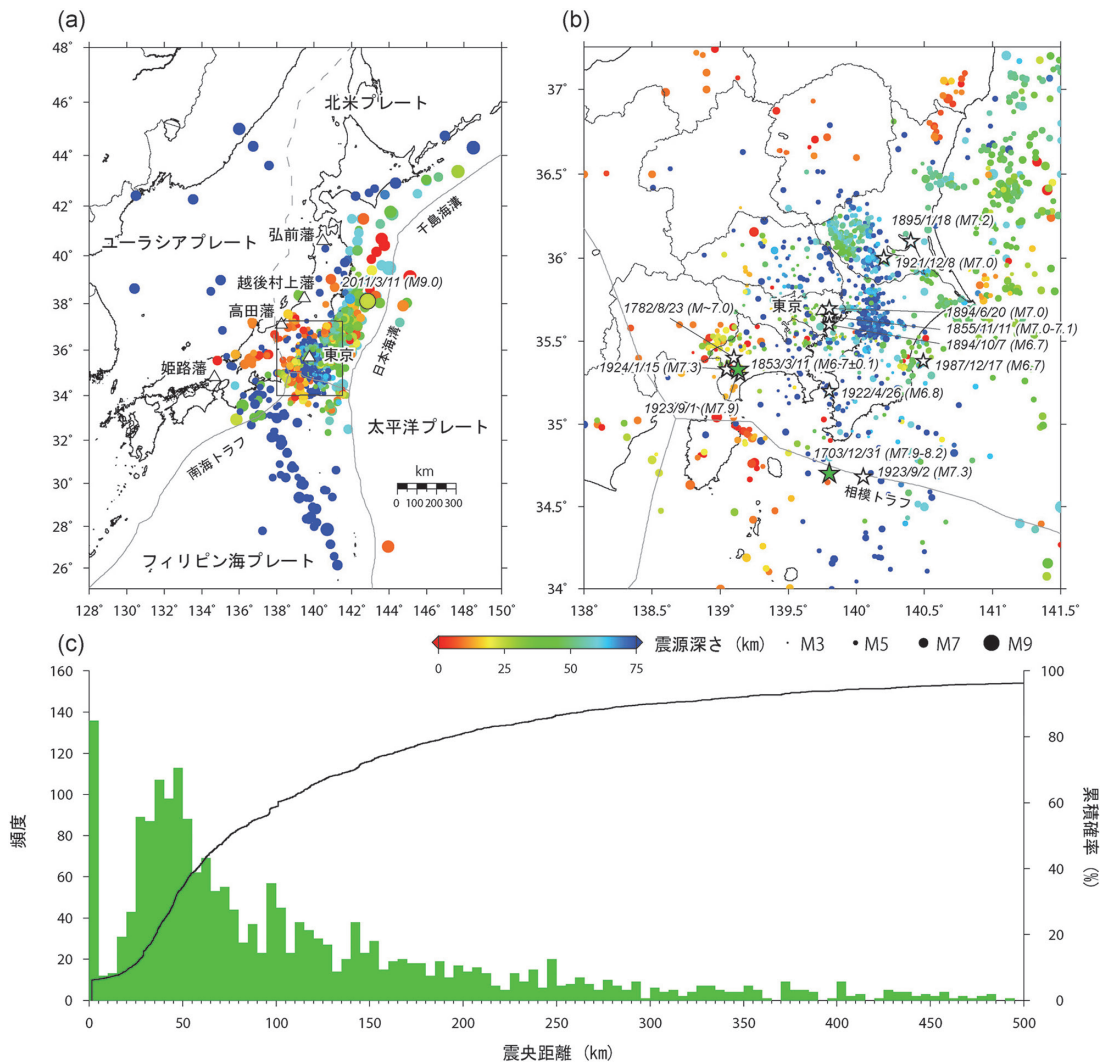 (a)
48°
46°
44°
42°
40°
38°
36°
34°
32°
30°
28°
26°
128 130 132 134 136 138 140 142 144 146 148 150
北米プレート
千島海溝
ユーラシアプレート
弘前藩
越後村上藩
2011/3/11 (M9.0)
高田藩
東京
姫路藩
日本海溝
太平洋プレート
南海トラフ
km
0 100 200 300
フィリピン海プレート
(b)
37°
36.5°
36°
35.5°
35°
34.5°
34°
138 138.5 139 139.5 140 140.5 141 141.5°
1895/1/18 (M7.2)
1921/12/8 (M7.0)
1782/8/23 (M~7.0)
東京
1894/6/20 (M7.0)
1855/11/11 (M7.0-7.1)
1894/10/7 (M6.7)
1924/1/15 (M7.3)
1853/3/11 (M6-7±0.1)
1987/12/17 (M6.7)
1923/9/1 (M7.9)
1922/4/26 (M6.8)
1703/12/31 (M7.9-8.2)
1923/9/2 (M7.3)
相模トラフ
(c)
0 25 50 75
震源深さ (km)
M3 M5 M7 M9
160
140
120
100
80
60
40
20
0
頻度
100
80
60
40
20
0
累積確率 (%)
0 50 100 150 200 250 300 350 400 450 500
震央距離 (km)